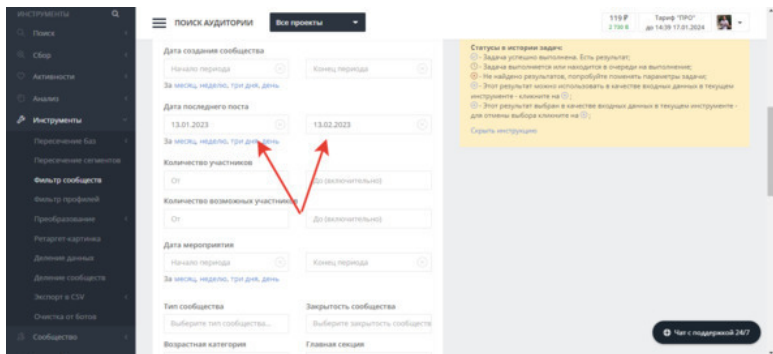 ИНСТРУМЕНТЫ
Поиск
Сбор
Активности
Анализ
Инструменты
Пересечение баз
Пересечение сегментов
Фильтр сообществ
Фильтр профилей
Преобразование
Ретаргет-картинка
Деление данных
Деление сообществ
Экспорт в CSV
Очистка от ботов
Сообщество
ПОИСК АУДИТОРИИ
Все проекты
119 ₽
2 700 ₽
Тариф "ПРО"
до 14:39 17.01.2024
Дата создания сообщества
Начало периода
Конец периода
За месяц, неделю, три дня, день
Дата последнего поста
13.01.2023
13.02.2023
За месяц, неделю, три дня, день
Количество участников
От
До (включительно)
Количество возможных участников
От
До (включительно)
Дата мероприятия
Начало периода
Конец периода
За месяц, неделю, три дня, день
Тип сообщества
Закрытость сообщества
Выберите тип сообщества...
Выберите закрытость сообществ
Возрастная категория
Главная секция
Статусы в истории задач:
- Задача успешно выполнена. Есть результат;
- Задача выполняется или находится в очереди на выполнение;
- Не найдено результатов, попробуйте поменять параметры задачи;
- Этот результат можно использовать в качестве входных данных в текущем
инструменте - кликните на ;
- Этот результат выбран в качестве входных данных в текущем инструменте -
для отмены выбора кликните на ;
Скрыть инструкцию
Чат с поддержкой 24/7